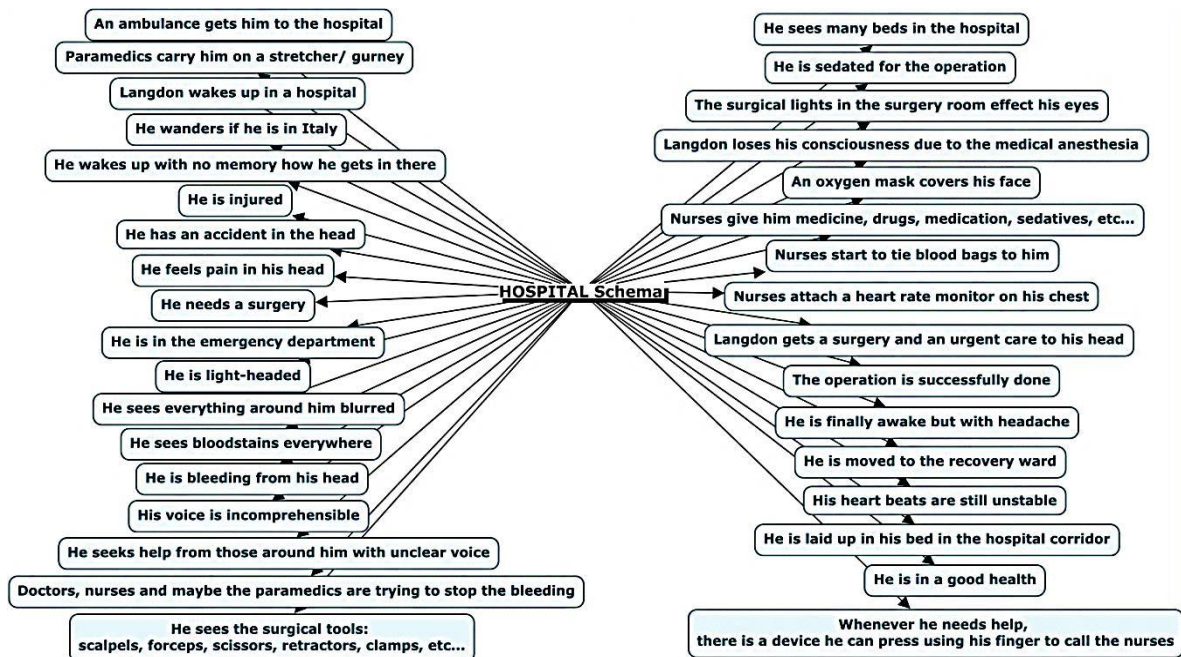 An ambulance gets him to the hospital
Paramedics carry him on a stretcher/ gurney
Langdon wakes up in a hospital
He wanders if he is in Italy
He wakes up with no memory how he gets in there
He is injured
He has an accident in the head
He feels pain in his head
He needs a surgery
He is in the emergency department
He is light-headed
He sees everything around him blurred
He sees bloodstains everywhere
He is bleeding from his head
His voice is incomprehensible
He seeks help from those around him with unclear voice
Doctors, nurses and maybe the paramedics are trying to stop the bleeding
He sees the surgical tools:
scalpels, forceps, scissors, retractors, clamps, etc...
HOSPITAL Schema
He sees many beds in the hospital
He is sedated for the operation
The surgical lights in the surgery room effect his eyes
Langdon loses his consciousness due to the medical anesthesia
An oxygen mask covers his face
Nurses give him medicine, drugs, medication, sedatives, etc...
Nurses start to tie blood bags to him
Nurses attach a heart rate monitor on his chest
Langdon gets a surgery and an urgent care to his head
The operation is successfully done
He is finally awake but with headache
He is moved to the recovery ward
His heart beats are still unstable
He is laid up in his bed in the hospital corridor
He is in a good health
Whenever he needs help,
there is a device he can press using his finger to call the nurses